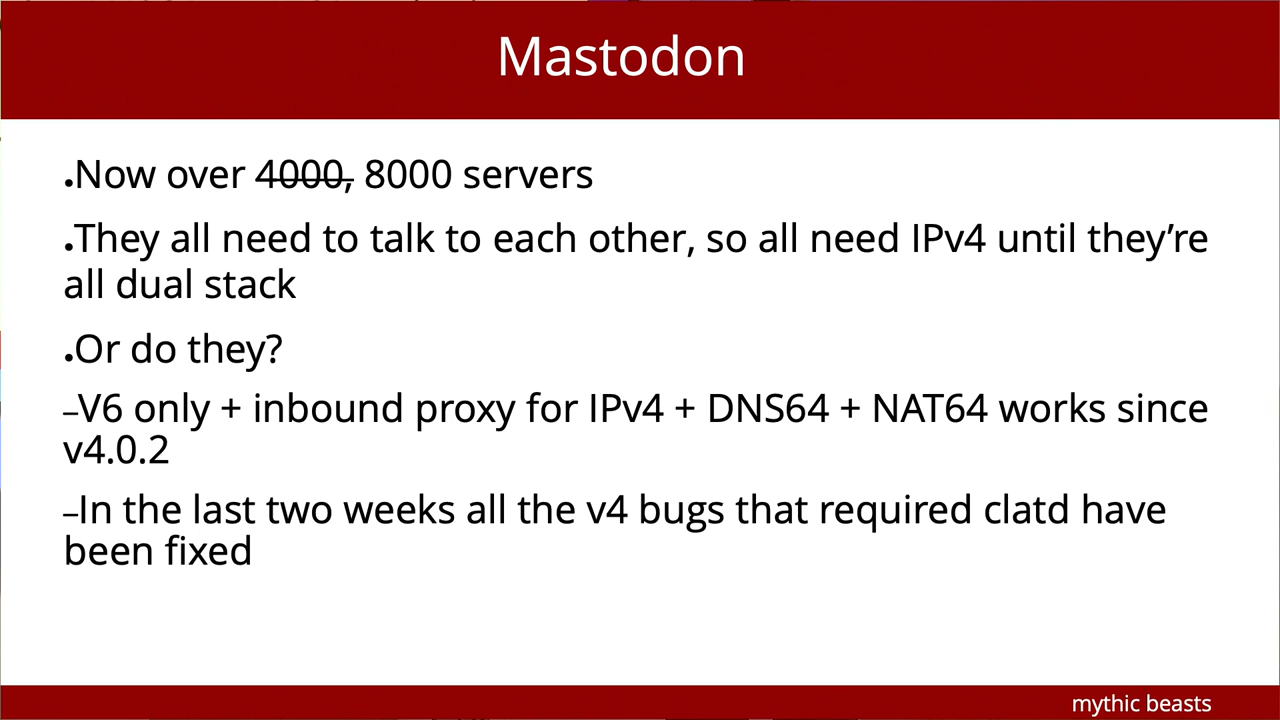 Mastodon
•Now over 4000, 8000 servers
•They all need to talk to each other, so all need IPv4 until they’re
all dual stack
•Or do they?
–V6 only + inbound proxy for IPv4 + DNS64 + NAT64 works since
v4.0.2
–In the last two weeks all the v4 bugs that required clatd have
been fixed
mythic beasts